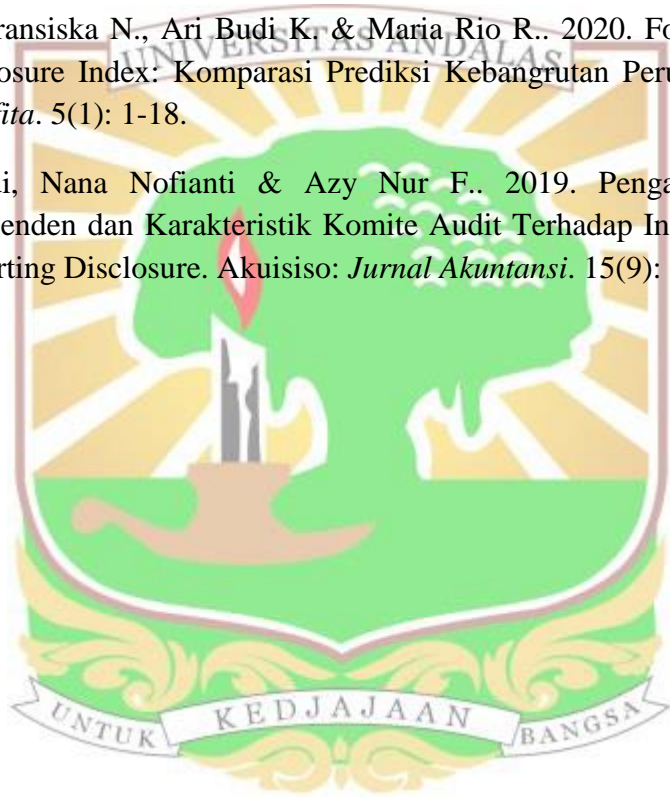 ransiska N., Ari Budi K. & Maria Rio R.. 2020. Fo
UNIVERSITAS ANDALAS
osure Index: Komparasi Prediksi Kebangrutan Peru
fita. 5(1): 1-18.
i, Nana Nofianti & Azy Nur F.. 2019. Penga
enden dan Karakteristik Komite Audit Terhadap In
rting Disclosure. Akuisiso: Jurnal Akuntansi. 15(9):
UNTUK KEDJAJAAN BANGSA